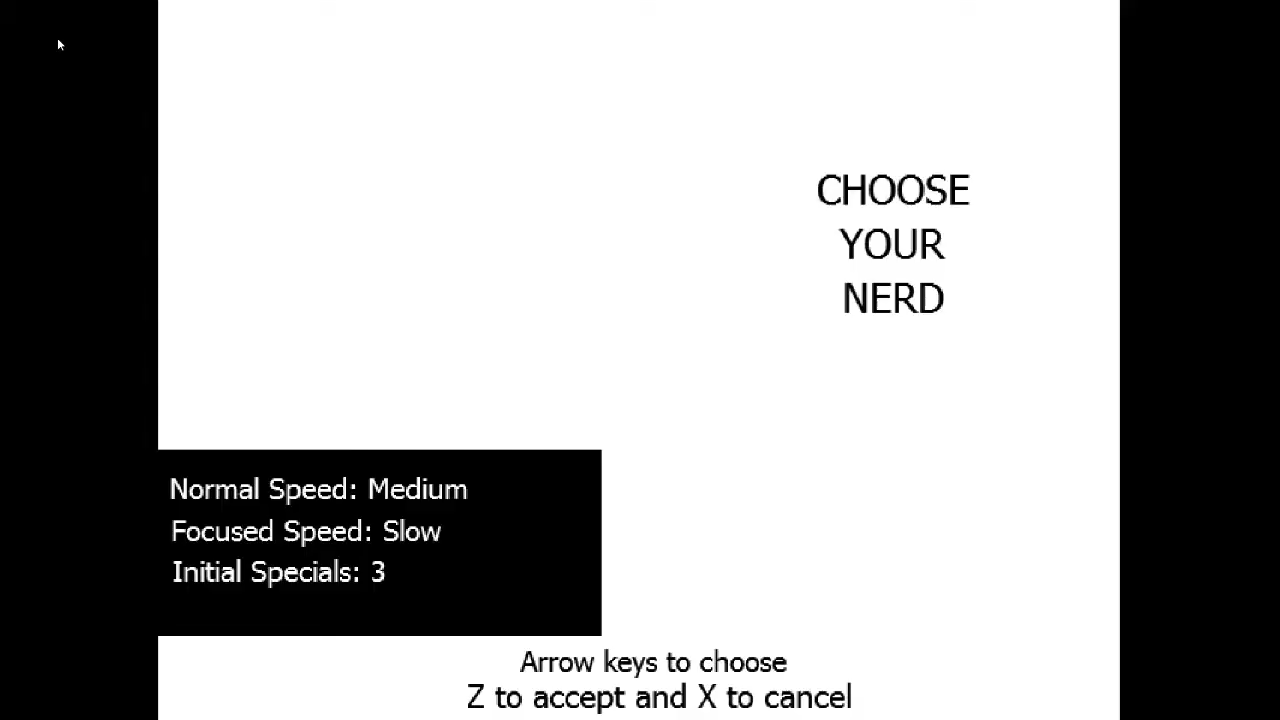 CHOOSE
YOUR
NERD
Normal Speed: Medium
Focused Speed: Slow
Initial Specials: 3
Arrow keys to choose
Z to accept and X to cancel